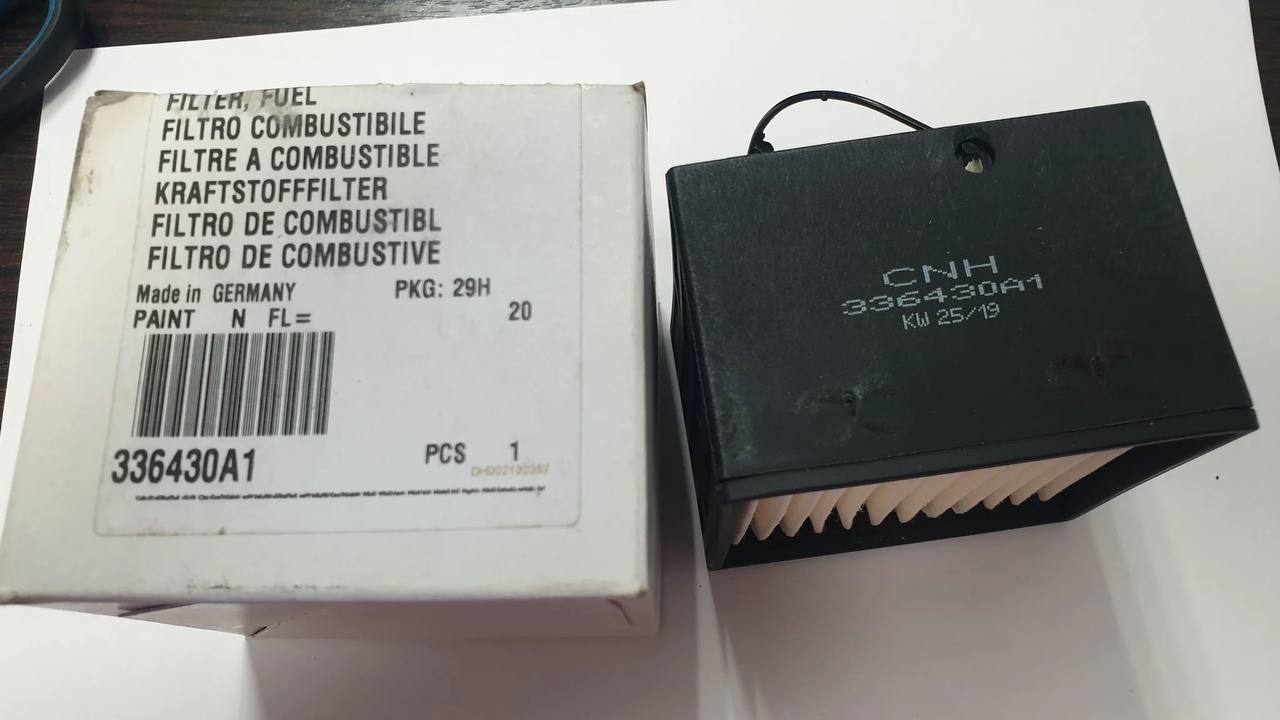 FILTER, FUEL
FILTRO COMBUSTIBILE
FILTRE A COMBUSTIBLE
KRAFTSTOFFFILTER
FILTRO DE COMBUSTIBL
FILTRO DE COMBUSTIVE
Made in GERMANY PKG: 29H
PAINT N FL= 20
336430A1 PCS 1
DH002130367
CNH
336430A1
KW 25/19